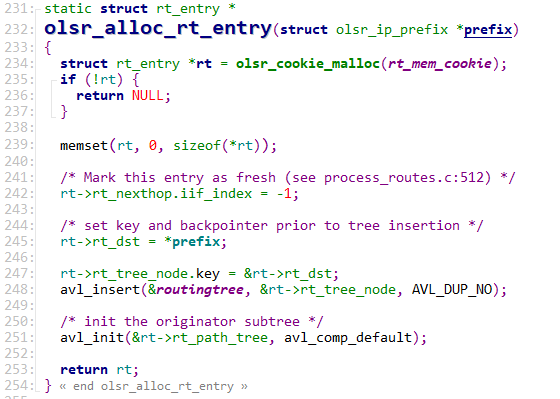 231: static struct rt_entry *
232: olsr_alloc_rt_entry(struct olsr_ip_prefix *prefix)
233: {
234:   struct rt_entry *rt = olsr_cookie_malloc(rt_mem_cookie);
235:   if (!rt) {
236:     return NULL;
237:   }
238:
239:   memset(rt, 0, sizeof(*rt));
240:
241:   /* Mark this entry as fresh (see process_routes.c:512) */
242:   rt->rt_nexthop.iif_index = -1;
243:
244:   /* set key and backpointer prior to tree insertion */
245:   rt->rt_dst = *prefix;
246:
247:   rt->rt_tree_node.key = &rt->rt_dst;
248:   avl_insert(&routingtree, &rt->rt_tree_node, AVL_DUP_NO);
249:
250:   /* init the originator subtree */
251:   avl_init(&rt->rt_path_tree, avl_comp_default);
252:
253:   return rt;
254: } « end olsr_alloc_rt_entry »